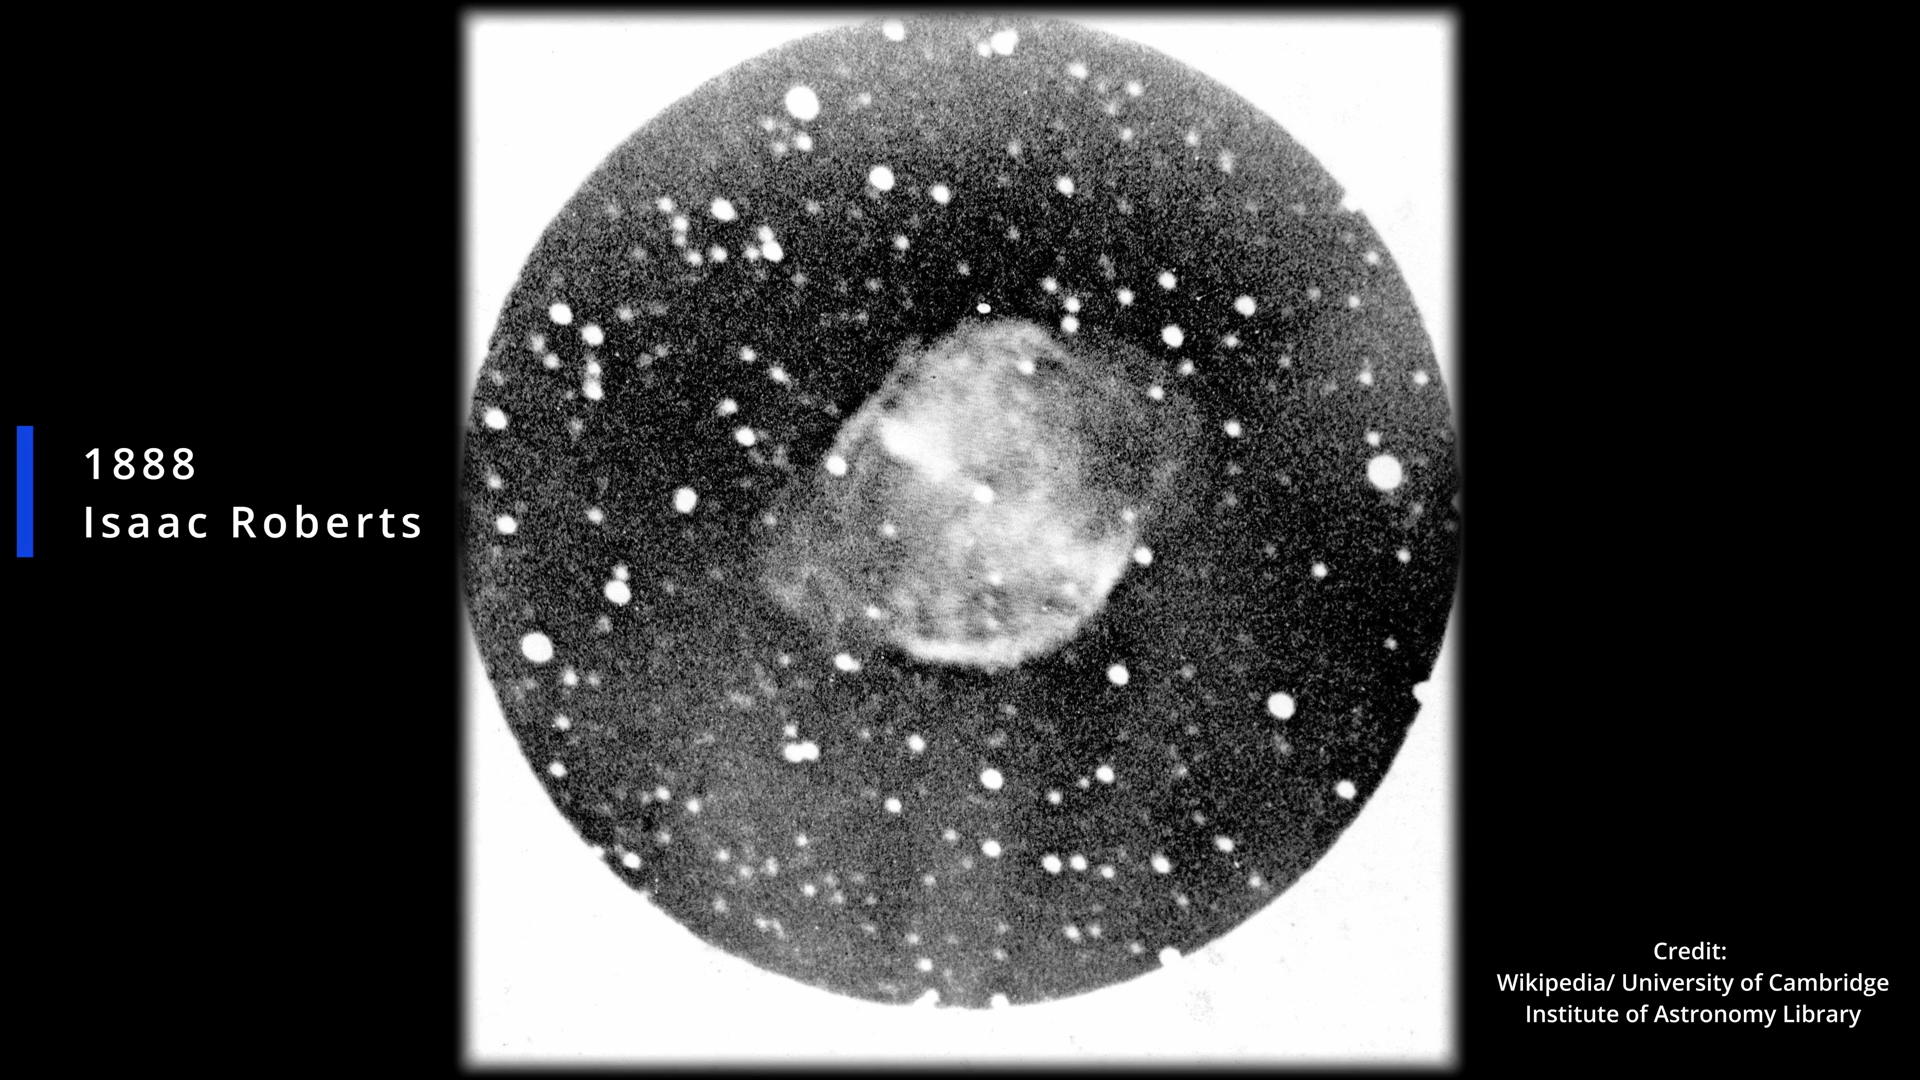 1888
Isaac Roberts
Credit:
Wikipedia/ University of Cambridge
Institute of Astronomy Library